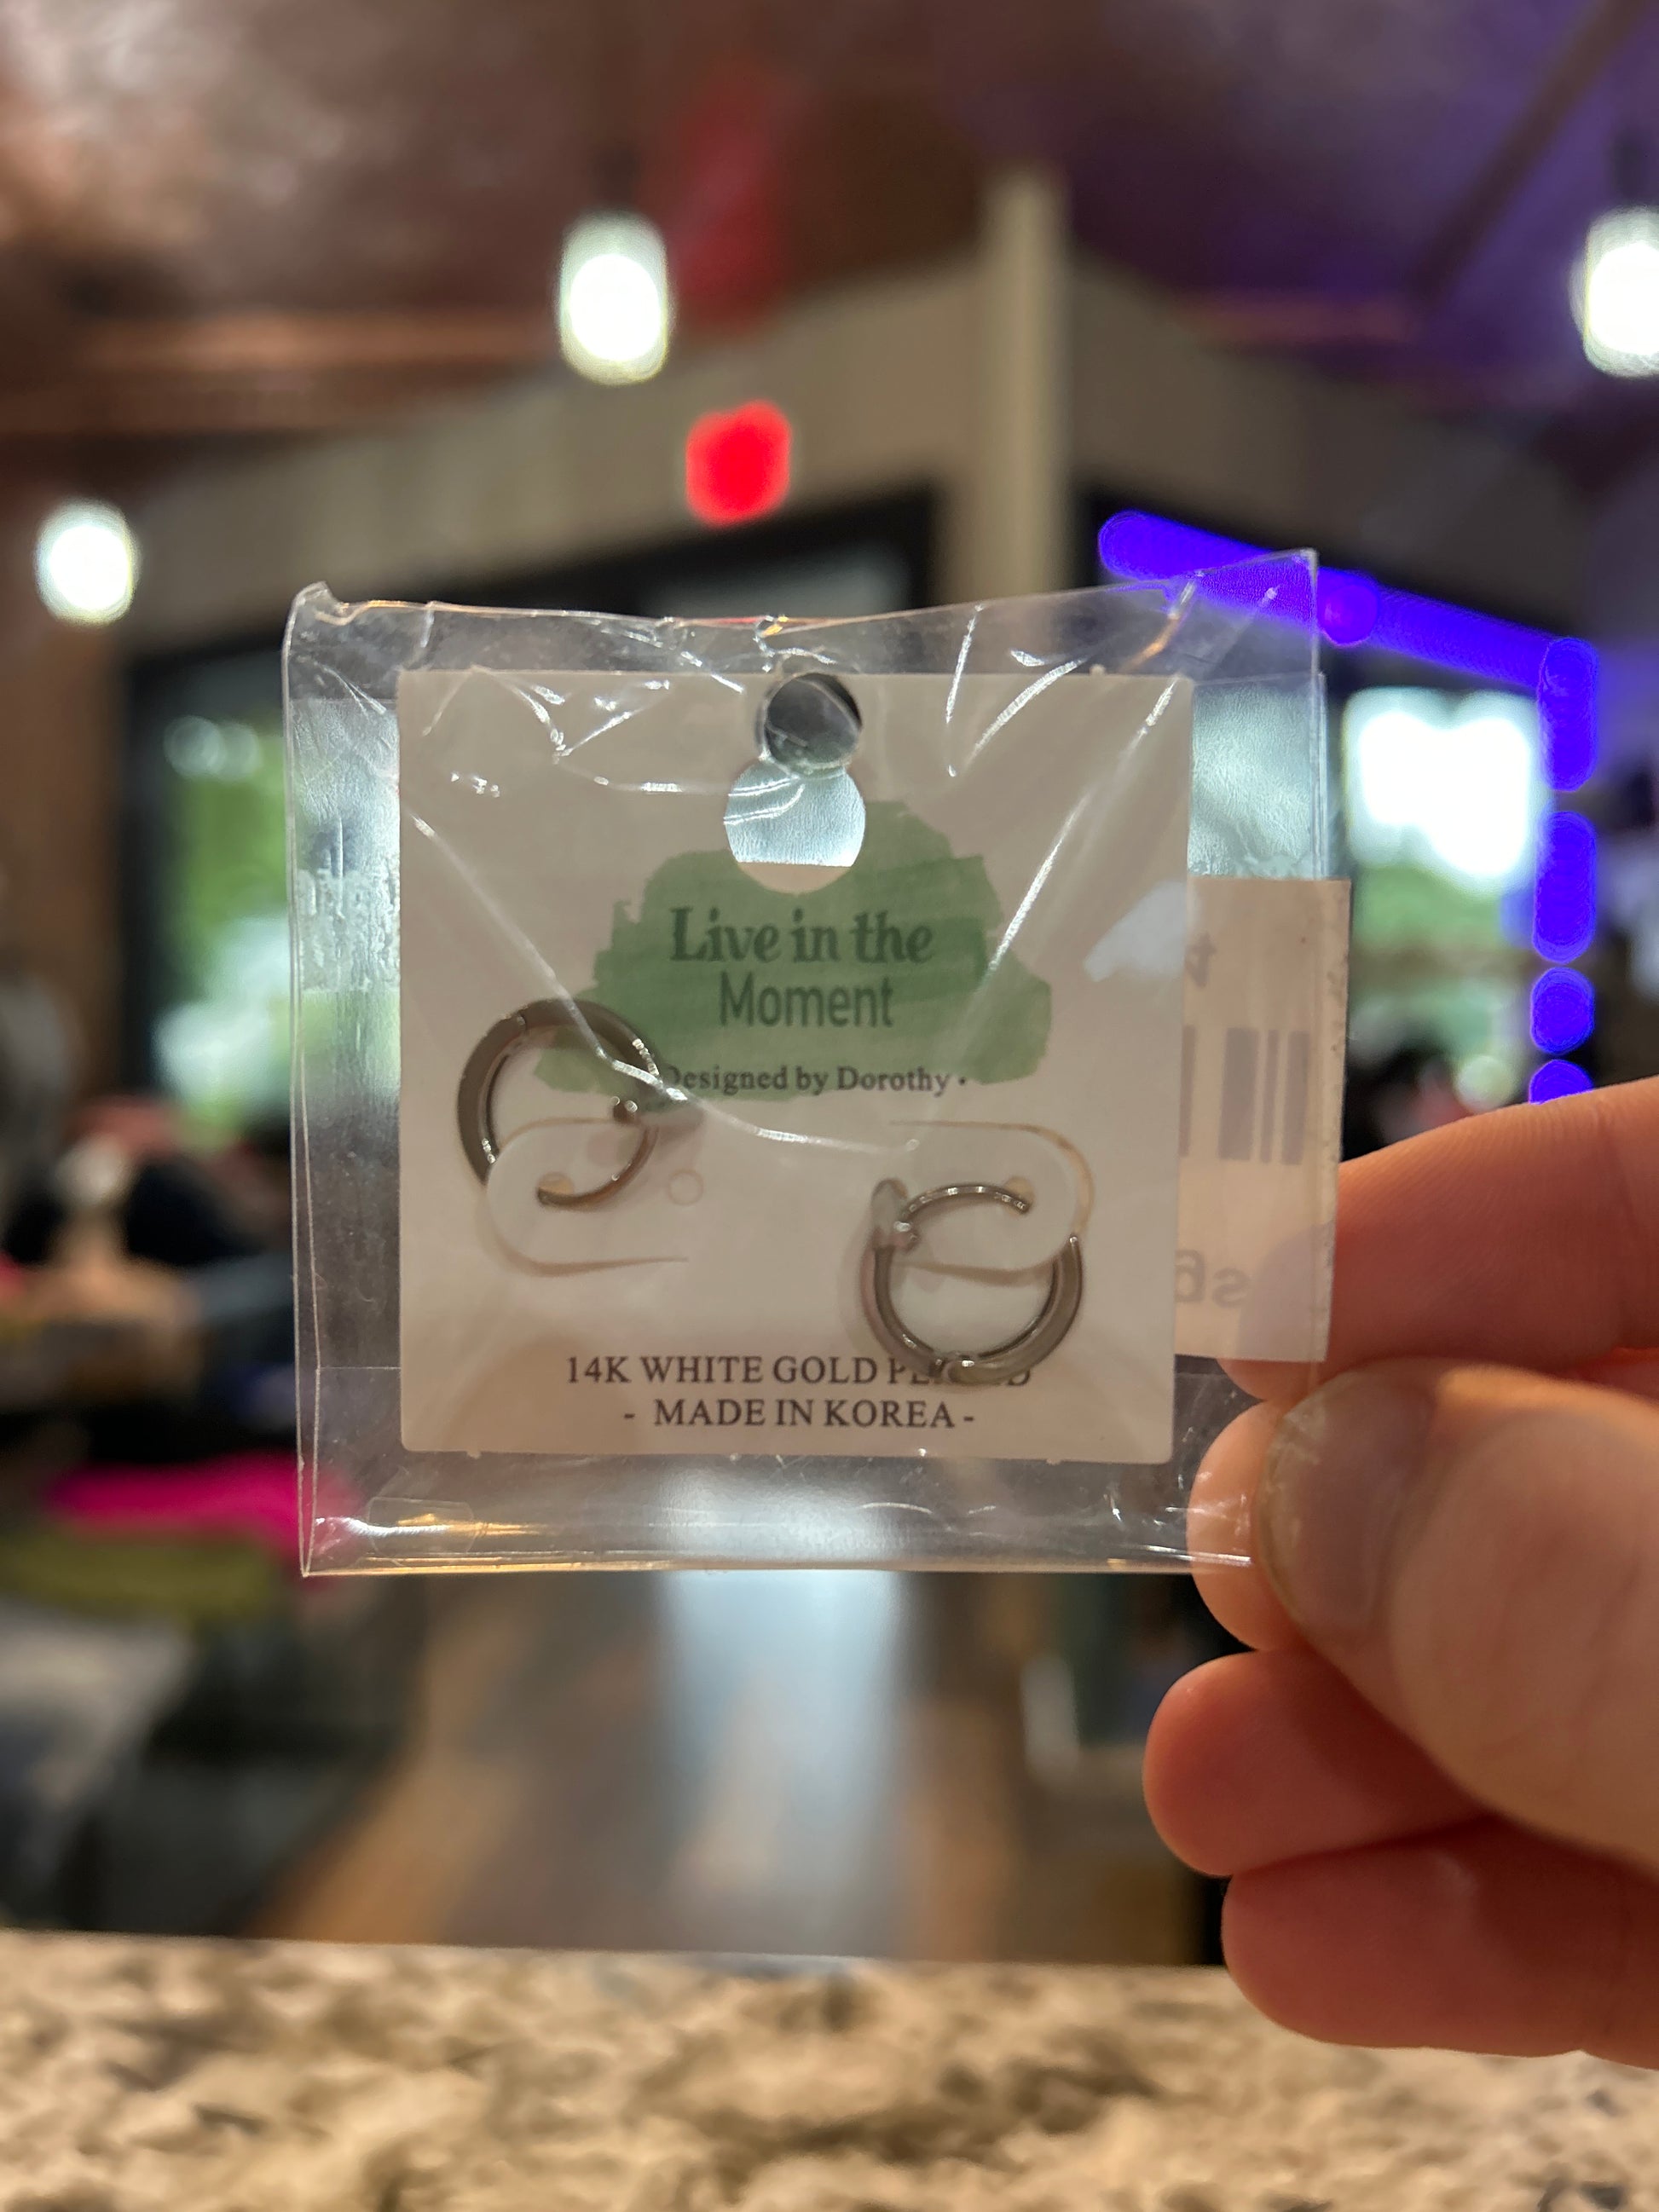 Live in the
Moment
Designed by Dorothy •
14K WHITE GOLD
- MADE IN KOREA -